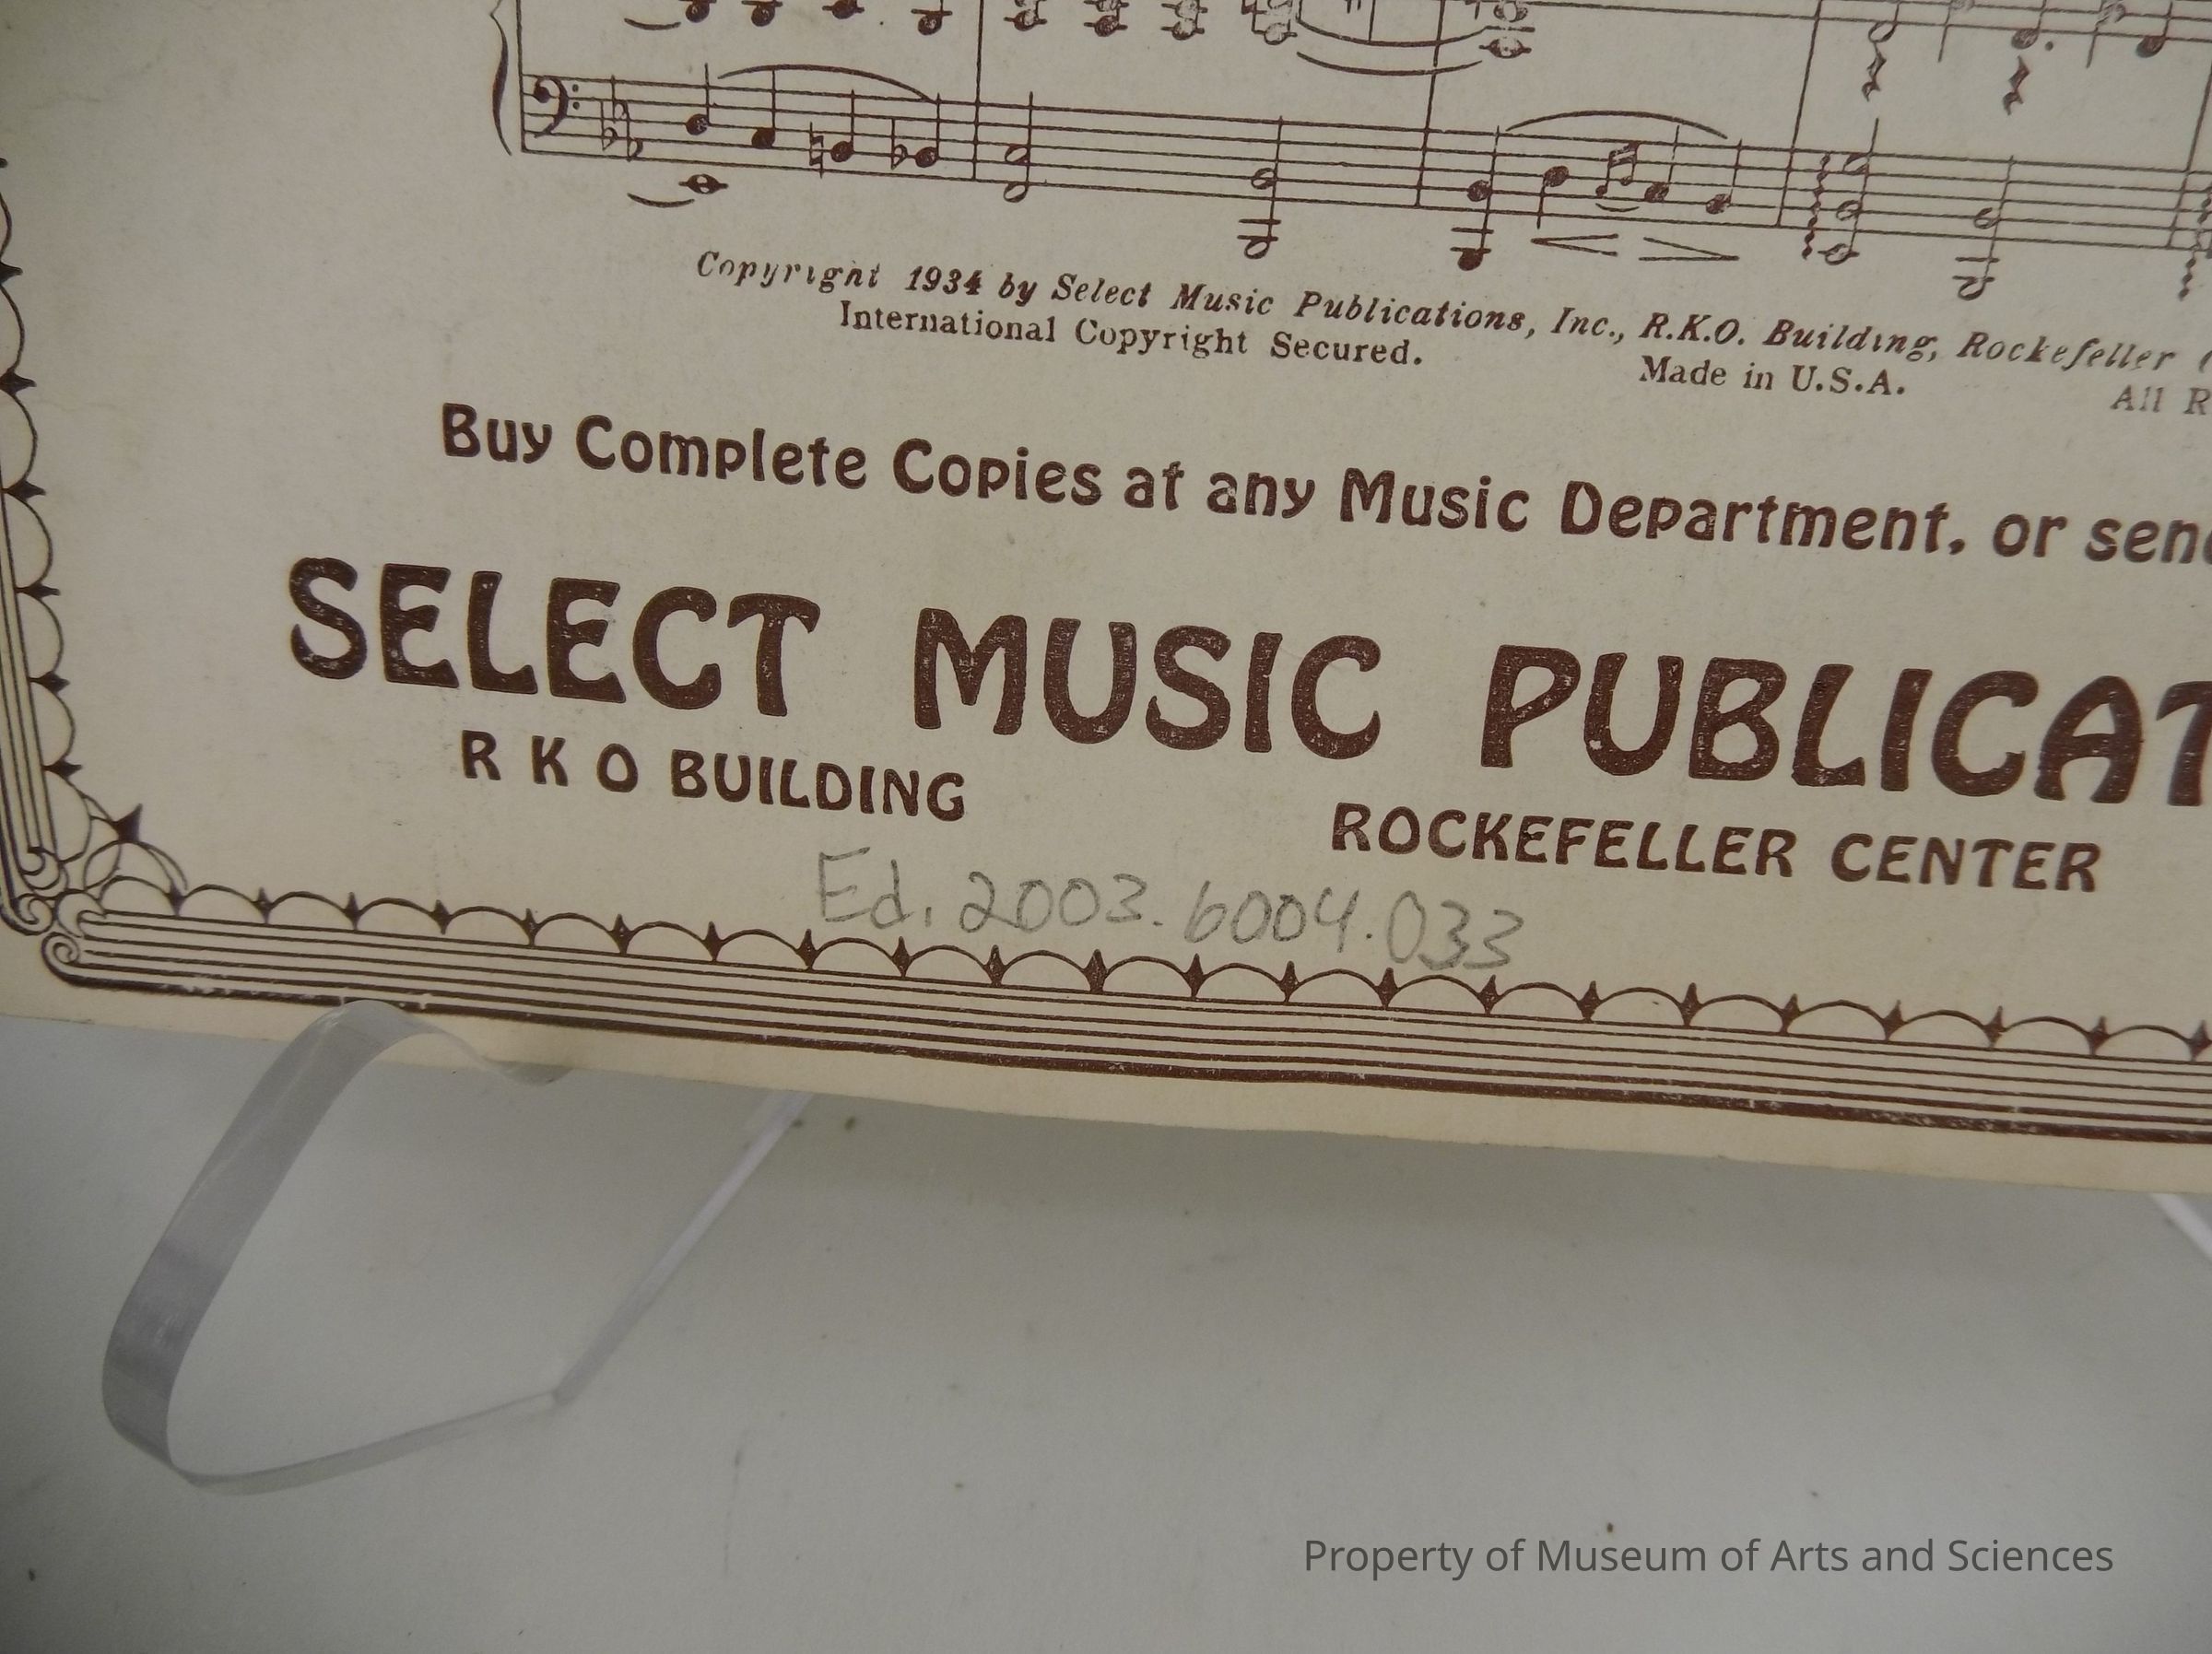 Copyright 1934 by Select Music Publications, Inc., R.K.O. Building, Rockefeller
International Copyright Secured. Made in U.S.A. All
Buy Complete Copies at any Music Department, or
SELECT MUSIC
R K O BUILDING ROCKEFELLER CENTER
Ed. 2003.6004.033
Property of Museum of Arts and Sciences